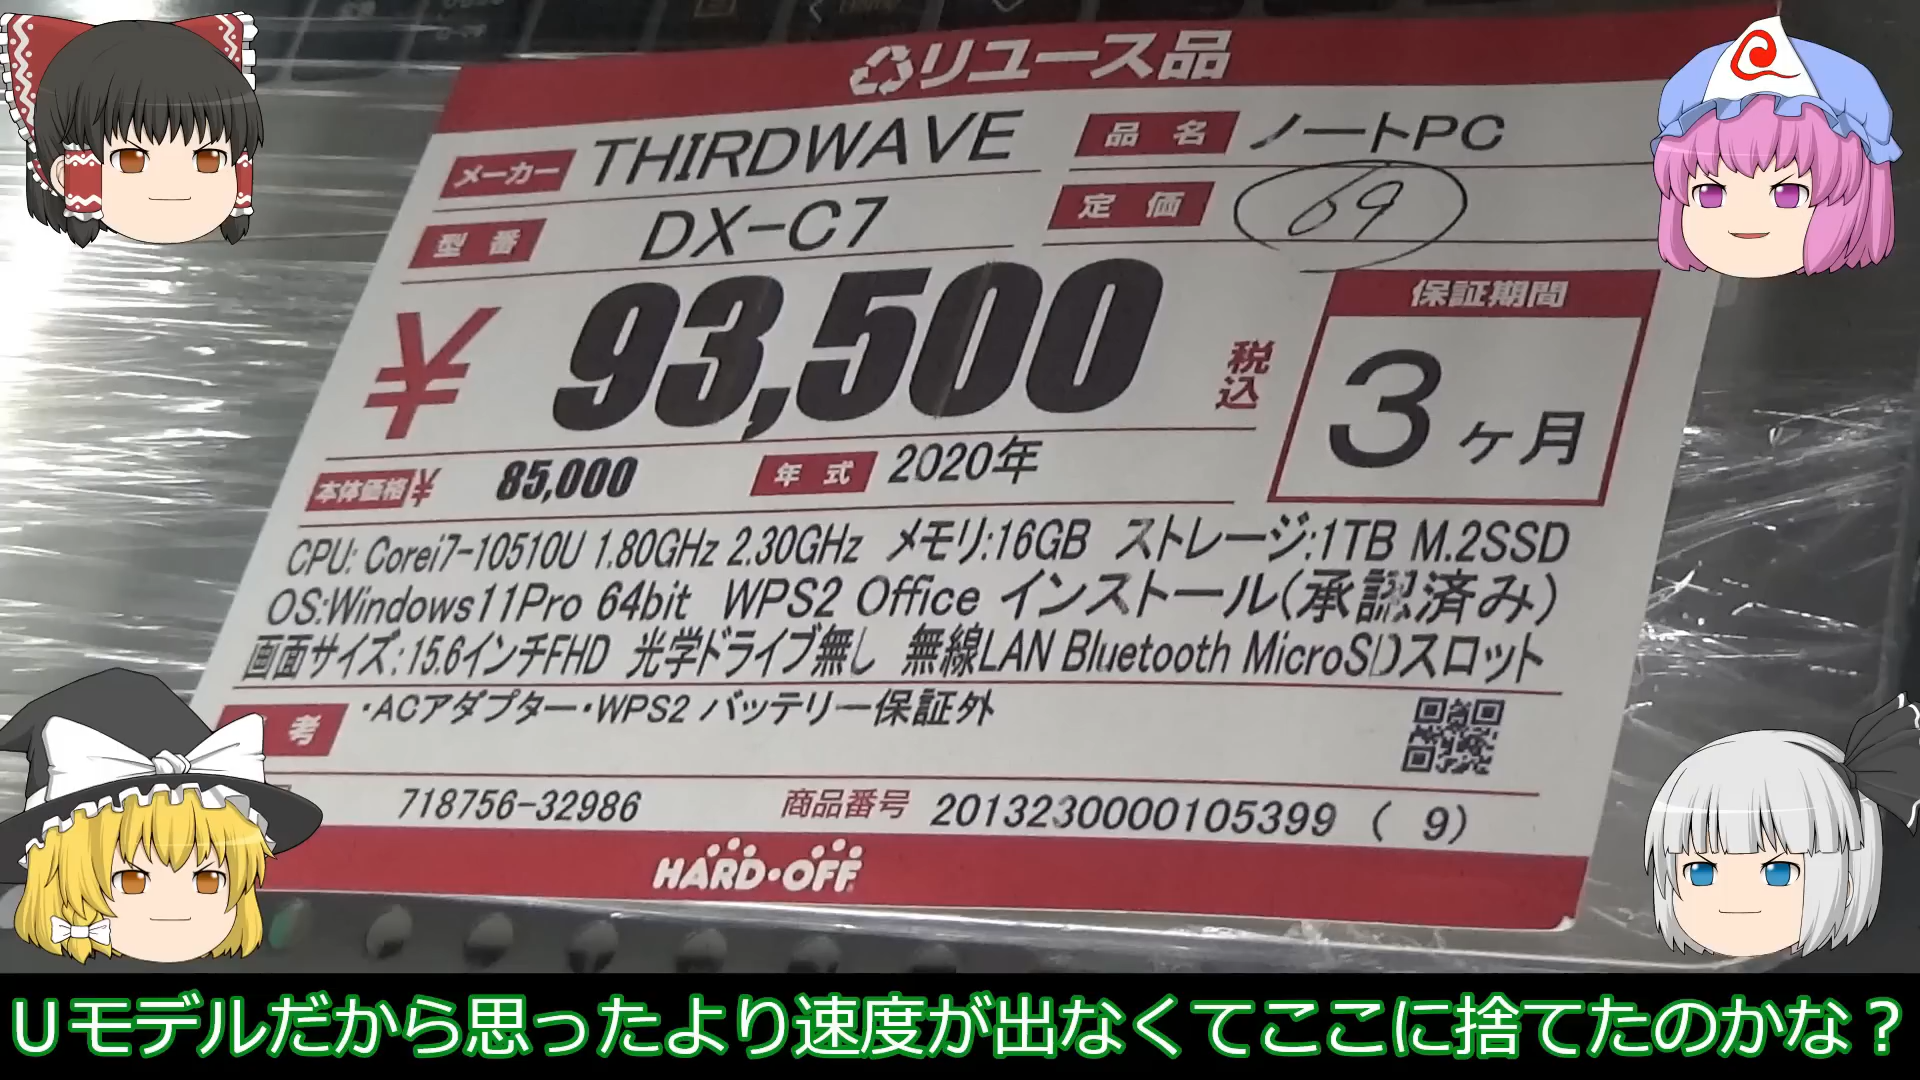 リユース品
メーカー THIRDWAVE 品名 ノートPC
型番 DX-C7 定価 69
¥ 93,500 税込
保証期間
3ヶ月
本体価格¥ 85,000 年式 2020年
CPU: Corei7-10510U 1.80GHz 2.30GHz メモリ:16GB ストレージ:1TB M.2SSD
OS:Windows11Pro 64bit WPS2 Office インストール(承認済み)
画面サイズ:15.6インチFHD 光学ドライブ無し 無線LAN Bluetooth MicroSDスロット
考 ・ACアダプター・WPS2 バッテリー保証外
718756-32986 商品番号 2013230000105399 ( 9)
HARD・OFF
Uモデルだから思ったより速度が出なくてここに捨てたのかな？